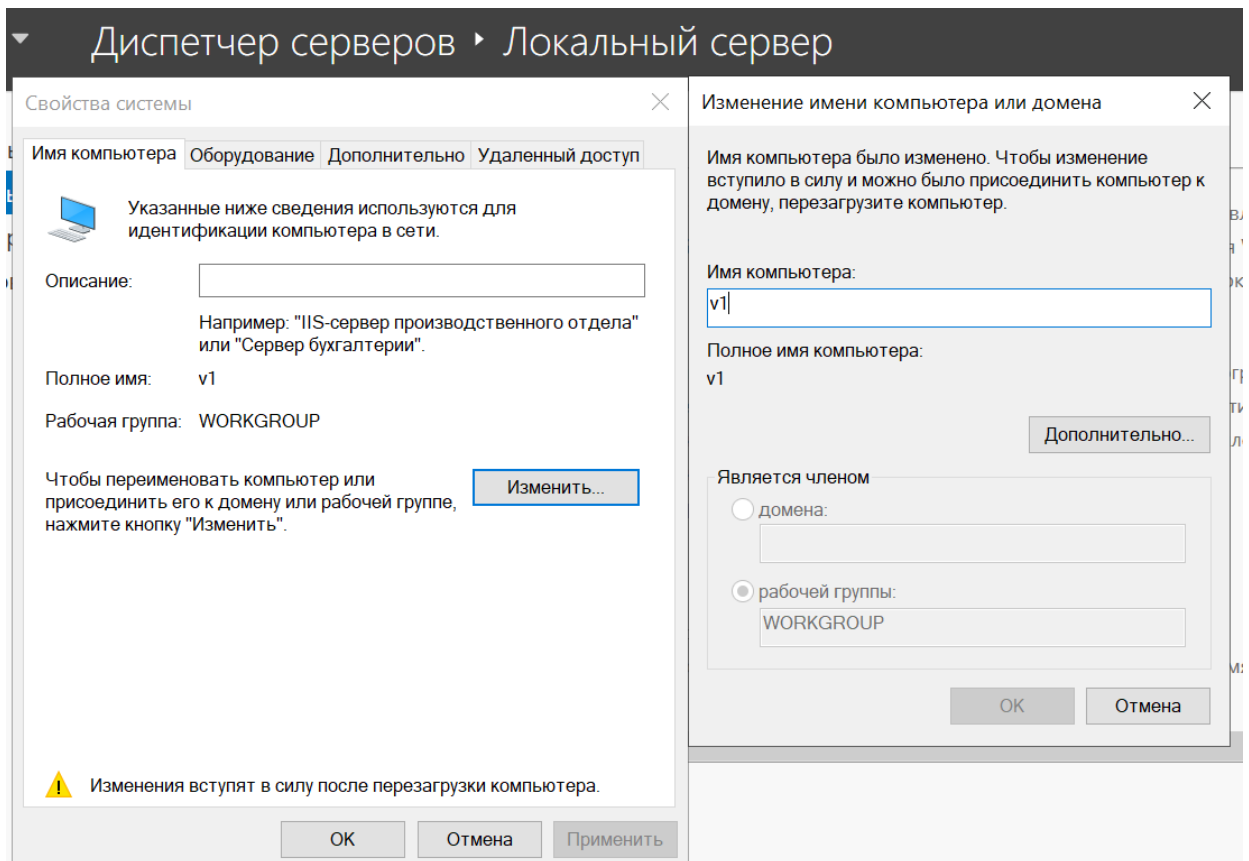 Диспетчер серверов ‣ Локальный сервер
Свойства системы
Имя компьютера Оборудование Дополнительно Удаленный доступ
Указанные ниже сведения используются для
идентификации компьютера в сети.
Описание:
Например: "IIS-сервер производственного отдела"
или "Сервер бухгалтерии".
Полное имя: v1
Рабочая группа: WORKGROUP
Чтобы переименовать компьютер или
присоединить его к домену или рабочей группе,
нажмите кнопку "Изменить".
Изменить...
Изменения вступят в силу после перезагрузки компьютера.
OK Отмена Применить
Изменение имени компьютера или домена
Имя компьютера было изменено. Чтобы изменение
вступило в силу и можно было присоединить компьютер к
домену, перезагрузите компьютер.
Имя компьютера:
v1
Полное имя компьютера:
v1
Дополнительно...
Является членом
домена:
рабочей группы:
WORKGROUP
OK Отмена